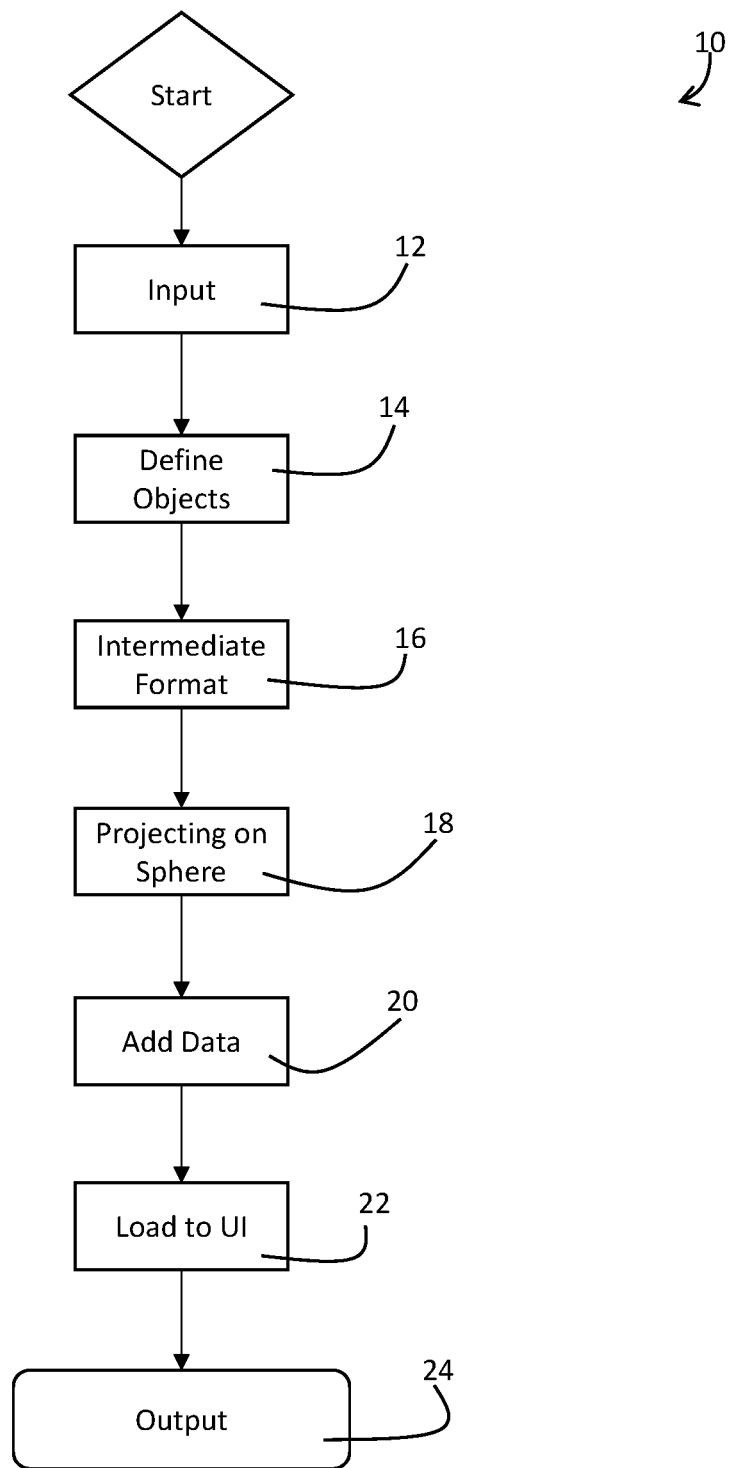 Start
10
Input
12
Define
Objects
14
Intermediate
Format
16
Projecting on
Sphere
18
Add Data
20
Load to UI
22
Output
24